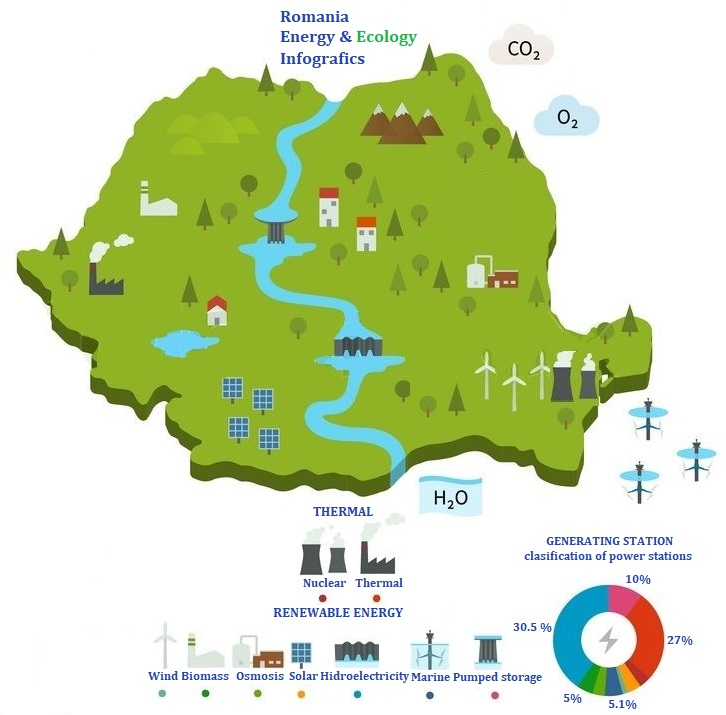 Romania
Energy & Ecology
Infografics
CO2
O2
H2O
THERMAL
Nuclear Thermal
RENEWABLE ENERGY
Wind Biomass Osmosis Solar Hidroelectricity Marine Pumped storage
GENERATING STATION
clasification of power stations
10%
30.5 %
27%
5%
5.1%